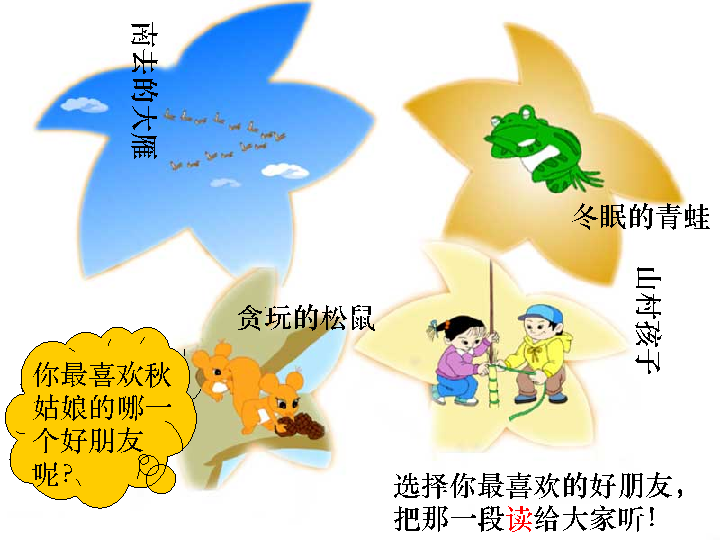 南去的大雁
冬眠的青蛙
贪玩的松鼠
山村孩子
你最喜欢秋
姑娘的哪一
个好朋友
呢?
选择你最喜欢的好朋友，
把那一段读给大家听！